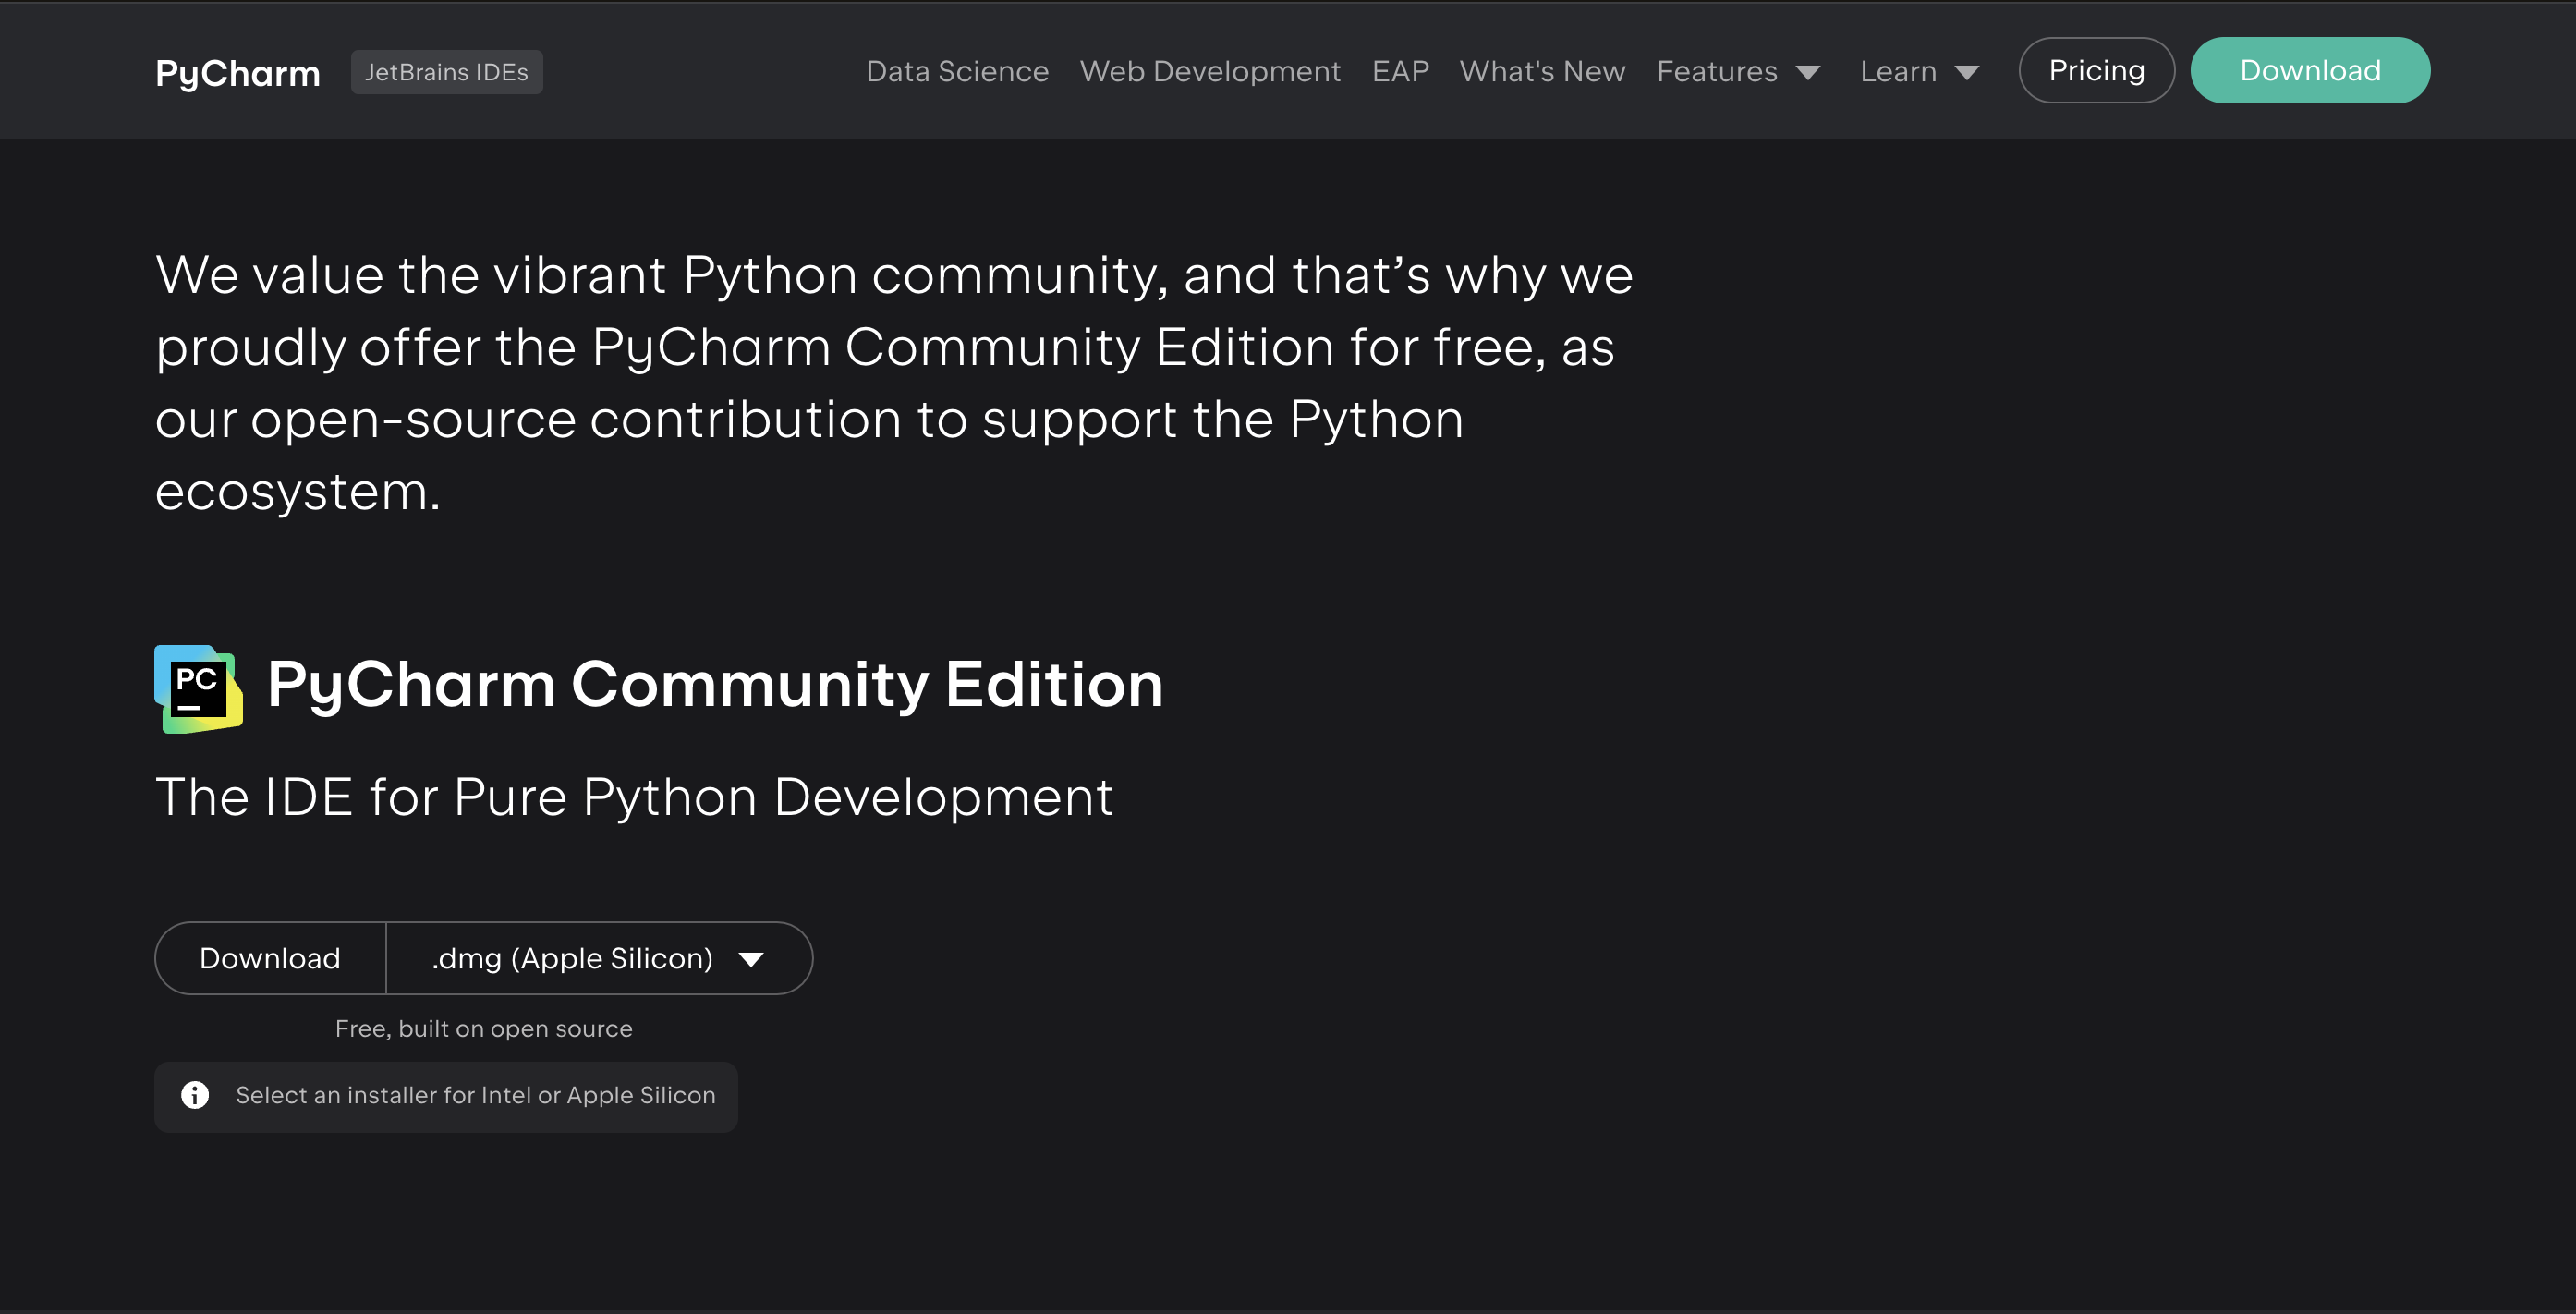 PyCharm
JetBrains IDEs
Data Science
Web Development
EAP
What's New
Features
Learn
Pricing
Download
We value the vibrant Python community, and that’s why we
proudly offer the PyCharm Community Edition for free, as
our open-source contribution to support the Python
ecosystem.
PC
PyCharm Community Edition
The IDE for Pure Python Development
Download
.dmg (Apple Silicon)
Free, built on open source
Select an installer for Intel or Apple Silicon